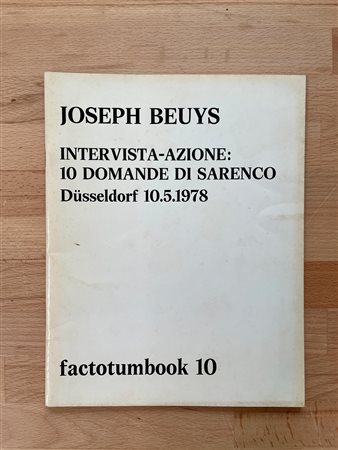 JOSEPH BEUYS
INTERVISTA-AZIONE:
10 DOMANDE DI SARENCO
Düsseldorf 10.5.1978
factotumbook 10